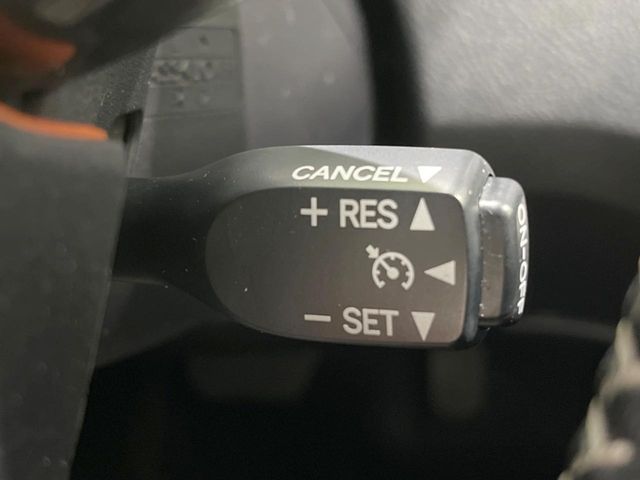 CANCEL ▼
+ RES ▲
◀
− SET ▼
ON-OFF